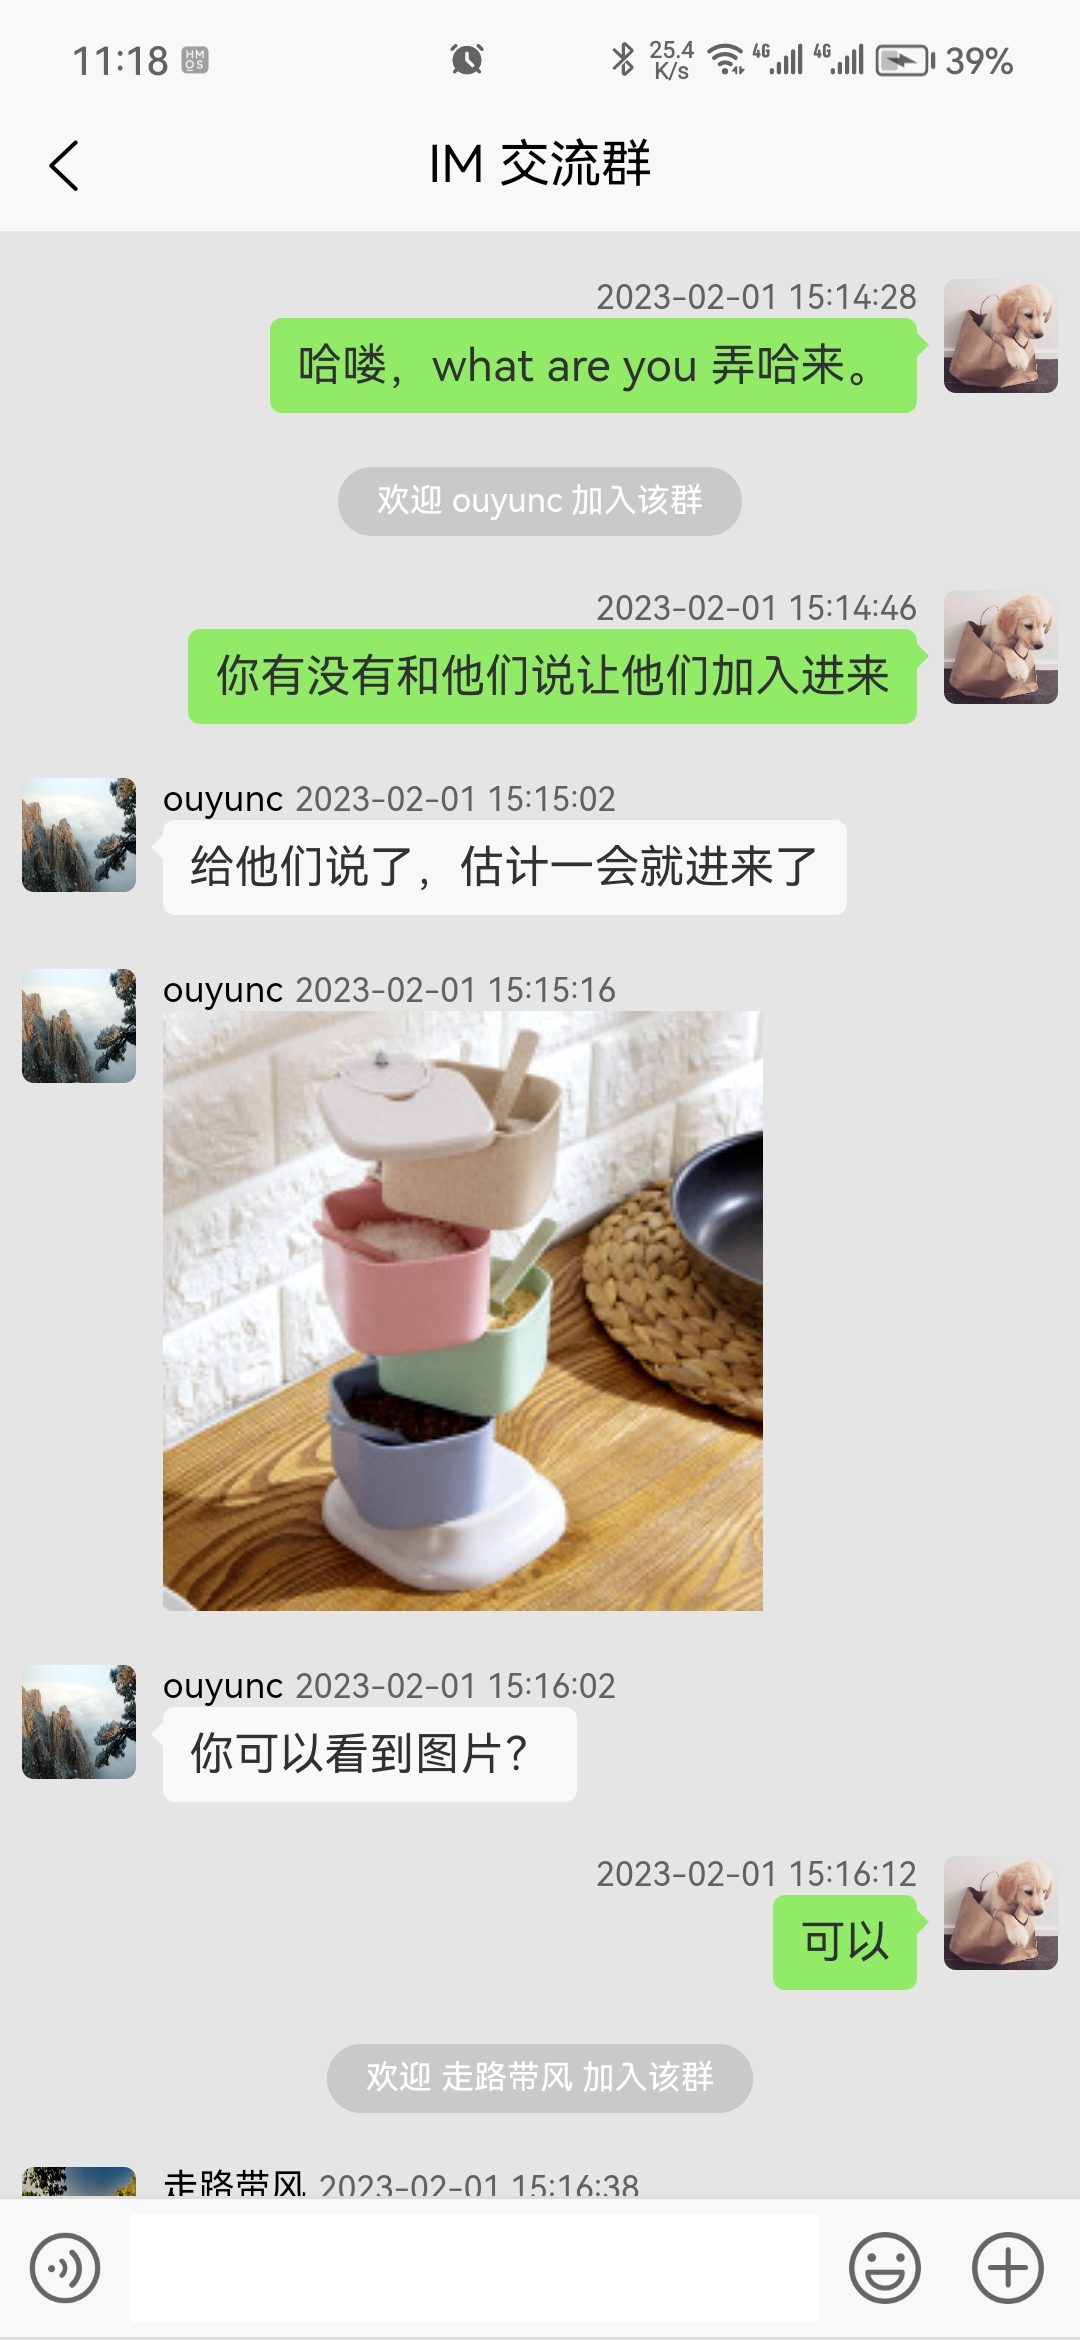 11:18 HM OS 25.4 K/s 4G 4G 39%
IM 交流群
2023-02-01 15:14:28
哈喽，what are you 弄哈来。
欢迎 ouyunc 加入该群
2023-02-01 15:14:46
你有没有和他们说让他们加入进来
ouyunc 2023-02-01 15:15:02
给他们说了，估计一会就进来了
ouyunc 2023-02-01 15:15:16
ouyunc 2023-02-01 15:16:02
你可以看到图片？
2023-02-01 15:16:12
可以
欢迎 走路带风 加入该群
走路带风 2023-02-01 15:16:38